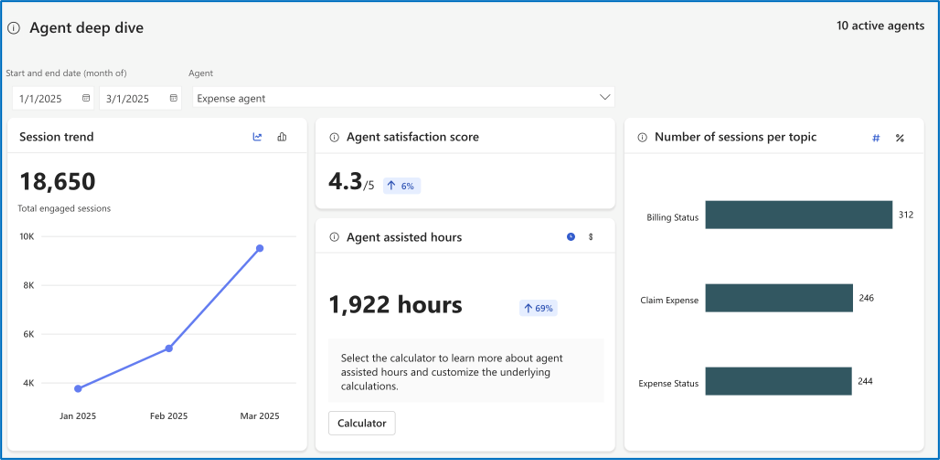 Agent deep dive
10 active agents
Start and end date (month of)
Agent
1/1/2025
3/1/2025
Expense agent
Session trend
18,650
Total engaged sessions
10K
8K
6K
4K
Jan 2025
Feb 2025
Mar 2025
Agent satisfaction score
4.3/5
↑ 6%
Agent assisted hours
$
1,922 hours
↑ 69%
Select the calculator to learn more about agent
assisted hours and customize the underlying
calculations.
Calculator
Number of sessions per topic
# %
Billing Status
312
Claim Expense
246
Expense Status
244